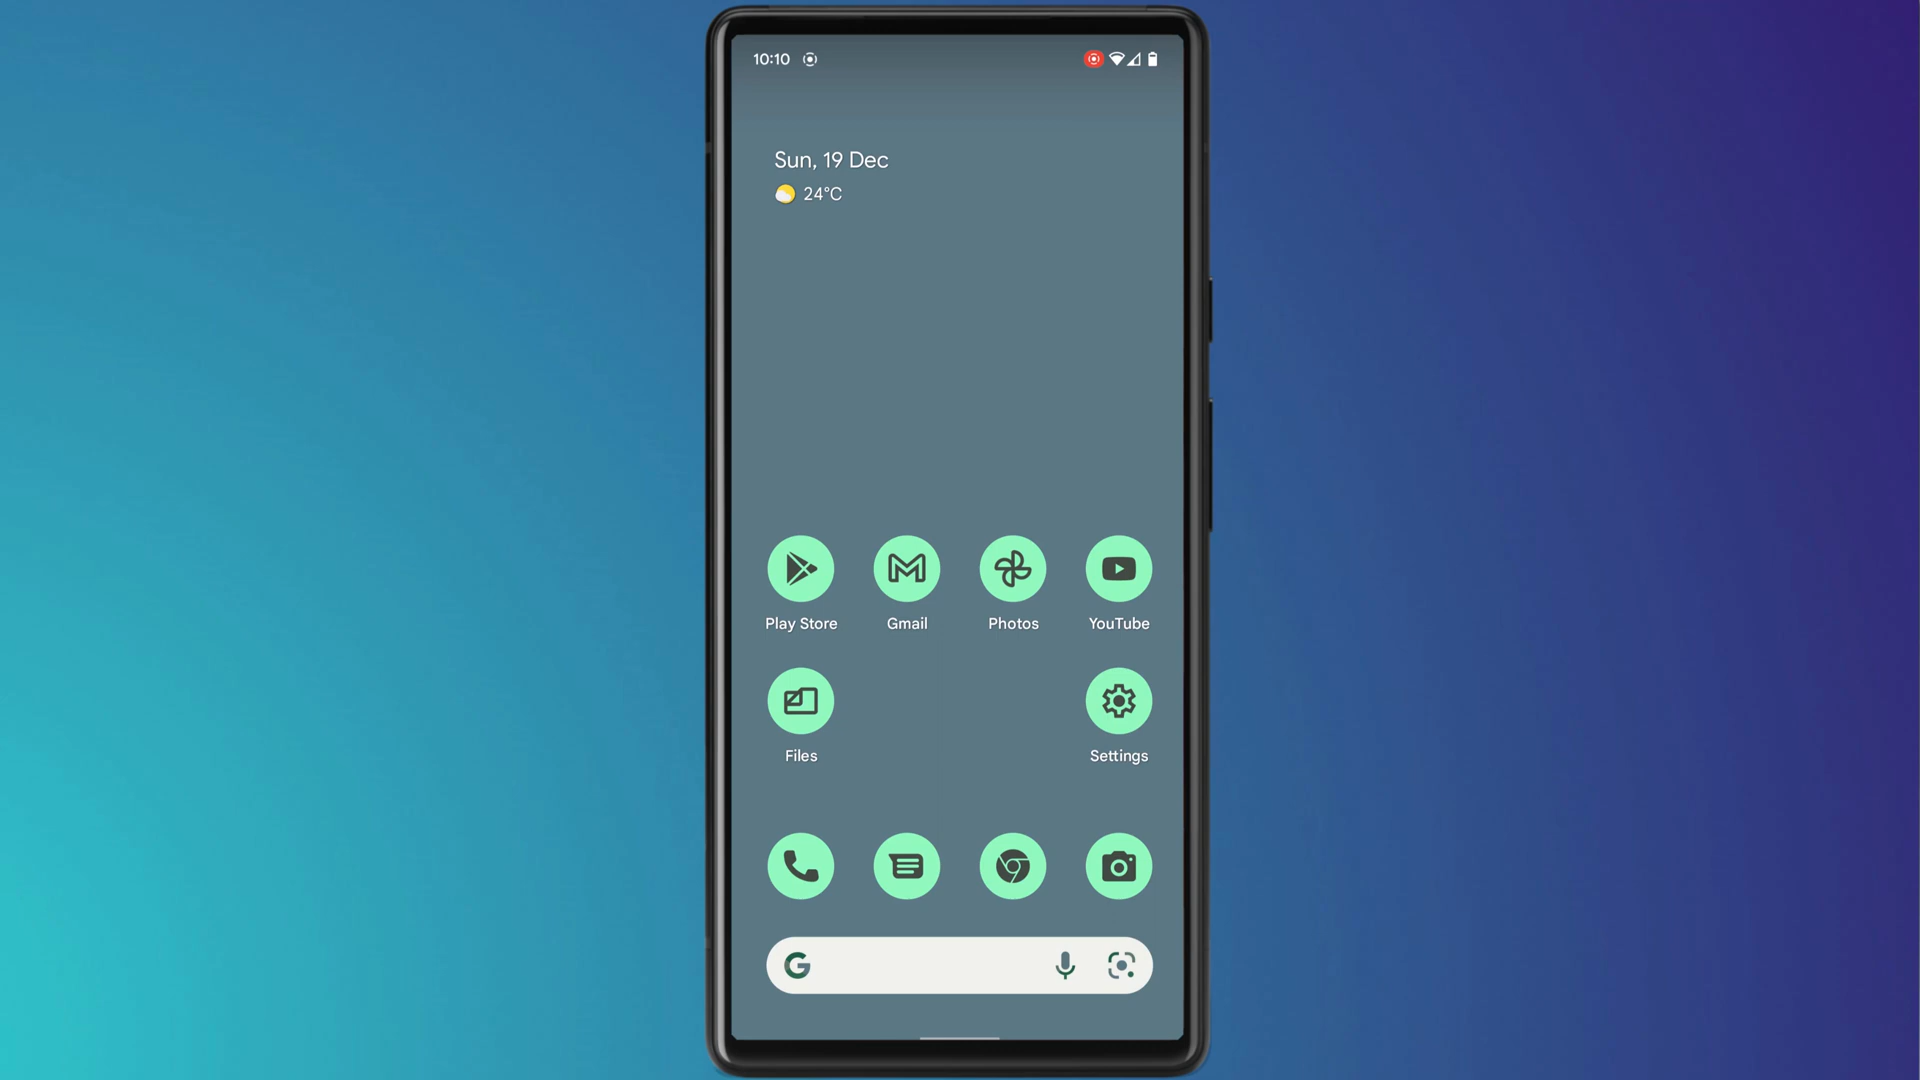 10:10
Sun, 19 Dec
24°C
Play Store Gmail Photos YouTube
Files Settings